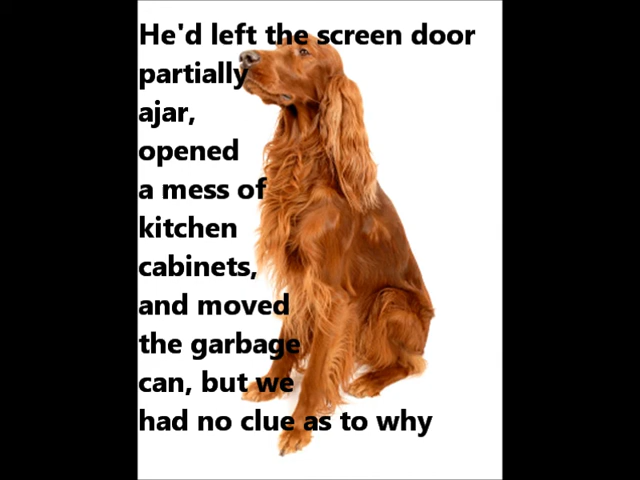 He'd left the screen door
partially
ajar,
opened
a mess of
kitchen
cabinets,
and moved
the garbage
can, but we
had no clue as to why